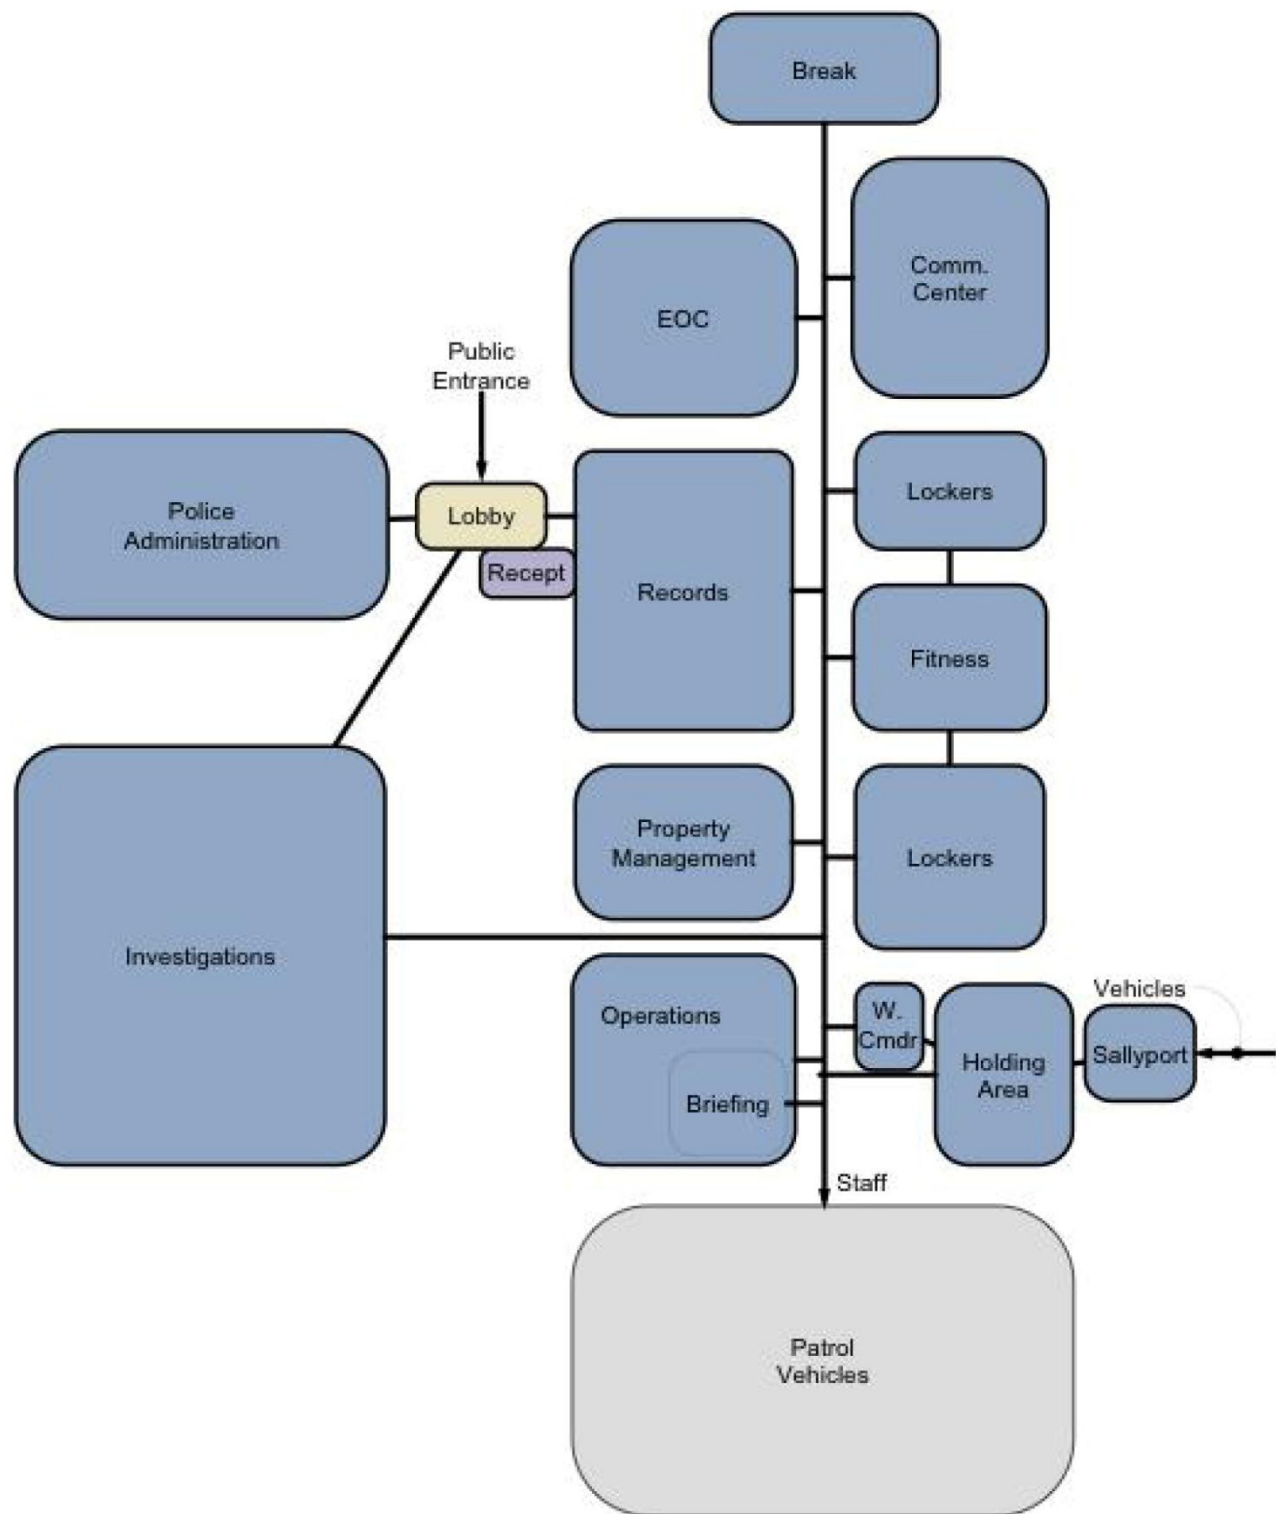 Break
Comm.
Center
EOC
Public
Entrance
Police
Administration
Lobby
Recept
Records
Lockers
Fitness
Property
Management
Lockers
Investigations
Operations
Briefing
W.
Cmdr
Holding
Area
Vehicles
Sallyport
Staff
Patrol
Vehicles